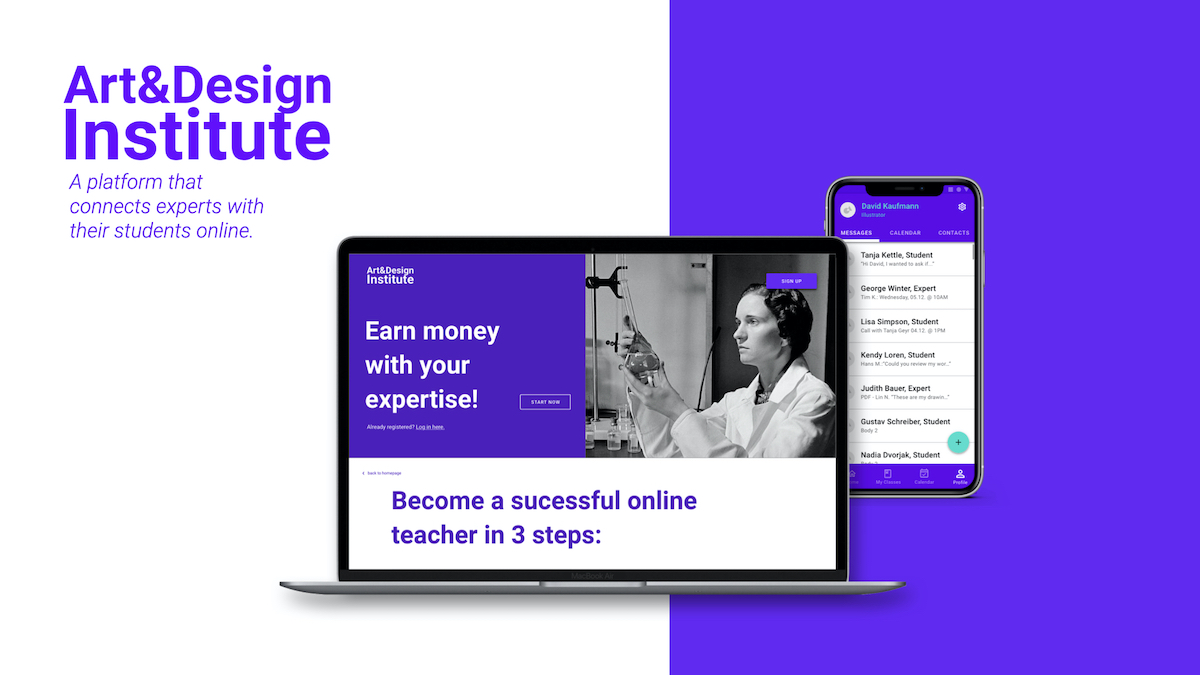 Art&Design
Institute
A platform that
connects experts with
their students online.
Art&Design
Institute
SIGN UP
Earn money
with your
expertise!
START NOW
Already registered? Log in here.
Back to homepage
Become a sucessful online
teacher in 3 steps:
MacBook Air
David Kaufmann
Illustrator
MESSAGES CALENDAR CONTACTS
Tanja Kettle, Student
"Hi David, I wanted to ask if..."
George Winter, Expert
Tim K.: Wednesday, 05.12. @ 10AM
Lisa Simpson, Student
Call with Tanja Geyr 04.12. @ 1PM
Kendy Loren, Student
Hans M. "Could you review my wor..."
Judith Bauer, Expert
PDF - Lin N. "These are my drawin..."
Gustav Schreiber, Student
Body 2
+
Nadia Dvorjak, Student
My Classes Calendar Profile